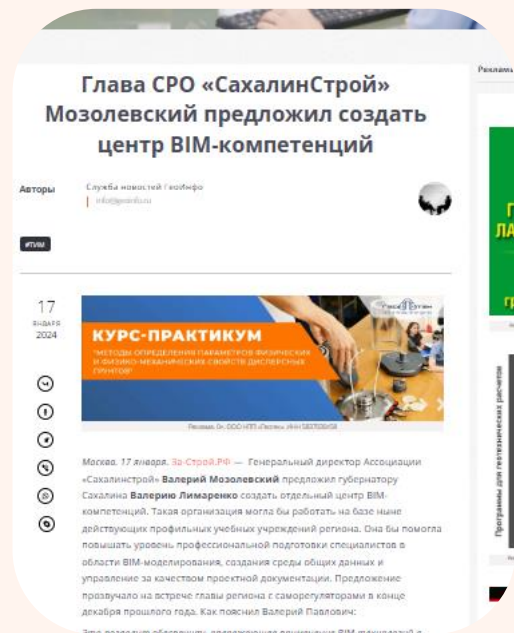 Глава СРО «СахалинСтрой»
Мозолевский предложил создать
центр BIM-компетенций
Реклама
Авторы
Служба новостей ГеоИнфо
info@geoinfo.ru
#ТИМ
17
ЯНВАРЯ
2024
КУРС-ПРАКТИКУМ
"МЕТОДЫ ОПРЕДЕЛЕНИЯ ПАРАМЕТРОВ ФИЗИЧЕСКИХ
И ФИЗИКО-МЕХАНИЧЕСКИХ СВОЙСТВ ДИСПЕРСНЫХ
ГРУНТОВ"
Москва. 17 января. За-Строй.РФ — Генеральный директор Ассоциации
«Сахалинстрой» Валерий Мозолевский предложил губернатору
Сахалина Валерию Лимаренко создать отдельный центр BIM-
компетенций. Такая организация могла бы работать на базе ныне
действующих профильных учебных учреждений региона. Она бы помогла
повышать уровень профессиональной подготовки специалистов в
области BIM-моделирования, создания среды общих данных и
управление за качеством проектной документации. Предложение
прозвучало на встрече главы региона с саморегуляторами в конце
декабря прошлого года. Как пояснил Валерий Павлович:
Программы для геотехнических расчетов